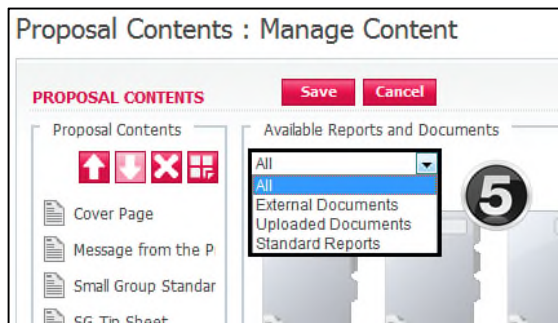 Proposal Contents : Manage Content
PROPOSAL CONTENTS
Save
Cancel
Proposal Contents
Available Reports and Documents
All
All
External Documents
Uploaded Documents
Standard Reports
5
Cover Page
Message from the P
Small Group Standar
SG Tip Sheet